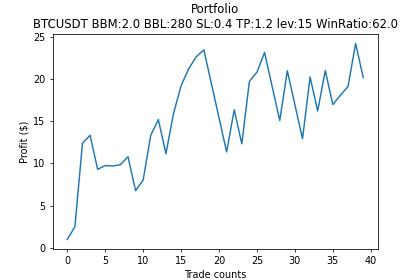 Portfolio
BTCUSDT BBM:2.0 BBL:280 SL:0.4 TP:1.2 lev:15 WinRatio:62.0
25
20
15
10
5
0
Profit ($)
0 5 10 15 20 25 30 35 40
Trade counts